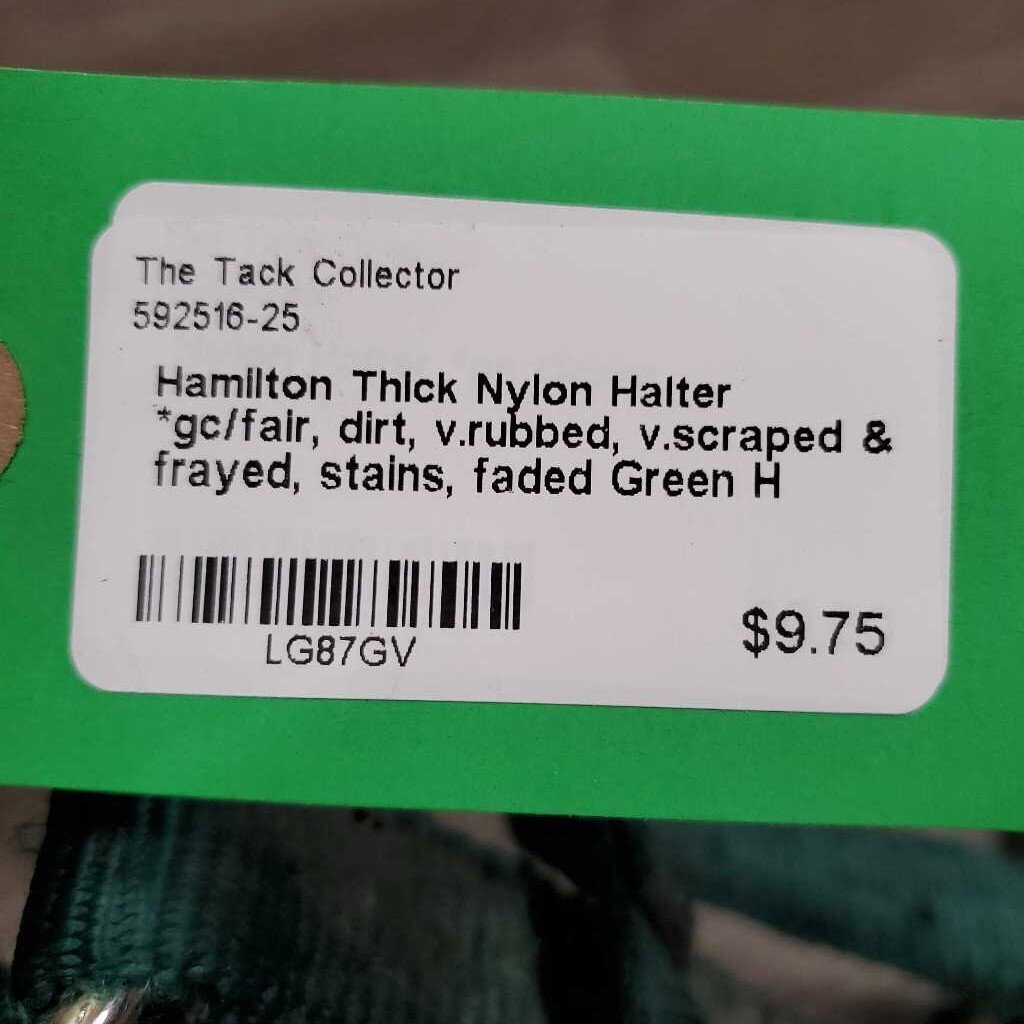 The Tack Collector
592516-25
Hamilton Thick Nylon Halter
*gc/fair, dirt, v.rubbed, v.scraped &
frayed, stains, faded Green H
LG87GV
$9.75